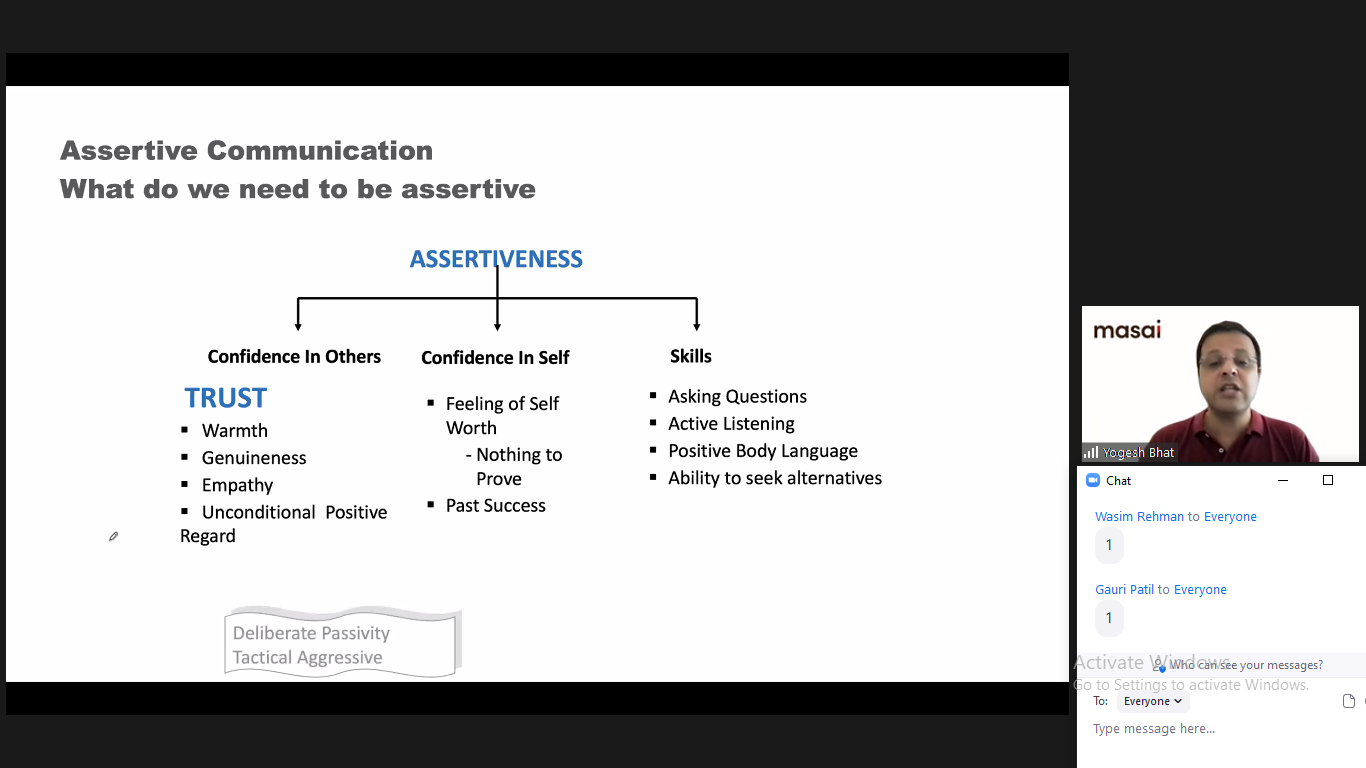 Assertive Communication
What do we need to be assertive
ASSERTIVENESS
Confidence In Others
TRUST
▪ Warmth
▪ Genuineness
▪ Empathy
▪ Unconditional Positive
Regard
Confidence In Self
▪ Feeling of Self
Worth
- Nothing to
Prove
▪ Past Success
Skills
▪ Asking Questions
▪ Active Listening
▪ Positive Body Language
▪ Ability to seek alternatives
Deliberate Passivity
Tactical Aggressive
masai
Yogesh Bhat
Chat
Wasim Rehman to Everyone
1
Gauri Patil to Everyone
1
Activate Windows
Who can see your messages?
Go to Settings to activate Windows.
To: Everyone
Type message here...